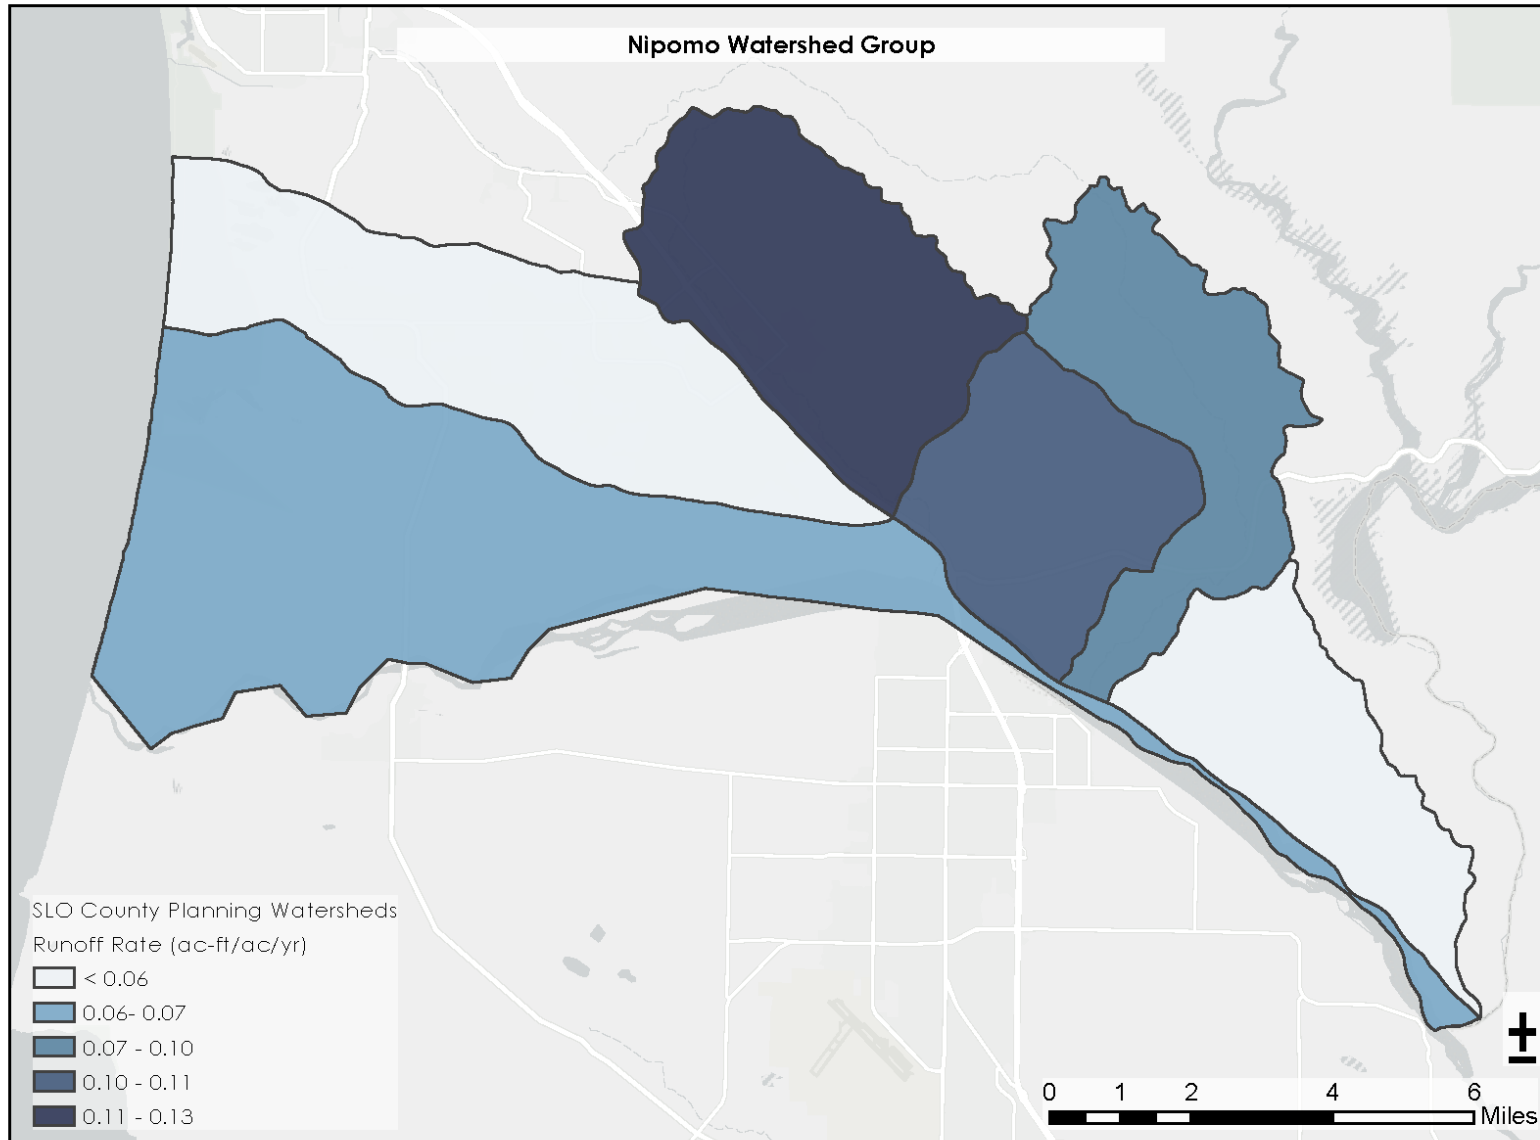 Nipomo Watershed Group
SLO County Planning Watersheds
Runoff Rate (ac-ft/ac/yr)
< 0.06
0.06- 0.07
0.07 - 0.10
0.10 - 0.11
0.11 - 0.13
0 1 2 4 6
Miles